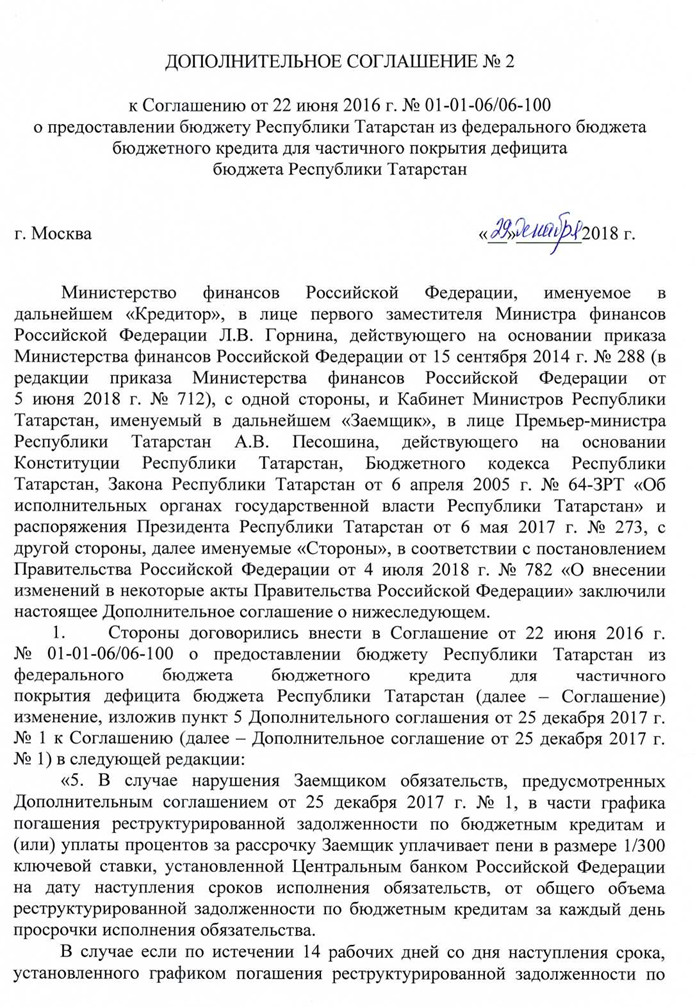 ДОПОЛНИТЕЛЬНОЕ СОГЛАШЕНИЕ № 2
к Соглашению от 22 июня 2016 г. № 01-01-06/06-100
о предоставлении бюджету Республики Татарстан из федерального бюджета
бюджетного кредита для частичного покрытия дефицита
бюджета Республики Татарстан
г. Москва «29» декабря 2018 г.
Министерство финансов Российской Федерации, именуемое в
дальнейшем «Кредитор», в лице первого заместителя Министра финансов
Российской Федерации Л.В. Горнина, действующего на основании приказа
Министерства финансов Российской Федерации от 15 сентября 2014 г. № 288 (в
редакции приказа Министерства финансов Российской Федерации от
5 июня 2018 г. № 712), с одной стороны, и Кабинет Министров Республики
Татарстан, именуемый в дальнейшем «Заемщик», в лице Премьер-министра
Республики Татарстан А.В. Песошина, действующего на основании
Конституции Республики Татарстан, Бюджетного кодекса Республики
Татарстан, Закона Республики Татарстан от 6 апреля 2005 г. № 64-ЗРТ «Об
исполнительных органах государственной власти Республики Татарстан» и
распоряжения Президента Республики Татарстан от 6 мая 2017 г. № 273, с
другой стороны, далее именуемые «Стороны», в соответствии с постановлением
Правительства Российской Федерации от 4 июля 2018 г. № 782 «О внесении
изменений в некоторые акты Правительства Российской Федерации» заключили
настоящее Дополнительное соглашение о нижеследующем.
1. Стороны договорились внести в Соглашение от 22 июня 2016 г.
№ 01-01-06/06-100 о предоставлении бюджету Республики Татарстан из
федерального бюджета бюджетного кредита для частичного
покрытия дефицита бюджета Республики Татарстан (далее – Соглашение)
изменение, изложив пункт 5 Дополнительного соглашения от 25 декабря 2017 г.
№ 1 к Соглашению (далее – Дополнительное соглашение от 25 декабря 2017 г.
№ 1) в следующей редакции:
«5. В случае нарушения Заемщиком обязательств, предусмотренных
Дополнительным соглашением от 25 декабря 2017 г. № 1, в части графика
погашения реструктурированной задолженности по бюджетным кредитам и
(или) уплаты процентов за рассрочку Заемщик уплачивает пени в размере 1/300
ключевой ставки, установленной Центральным банком Российской Федерации
на дату наступления сроков исполнения обязательств, от общего объема
реструктурированной задолженности по бюджетным кредитам за каждый день
просрочки исполнения обязательства.
В случае если по истечении 14 рабочих дней со дня наступления срока,
установленного графиком погашения реструктурированной задолженности по